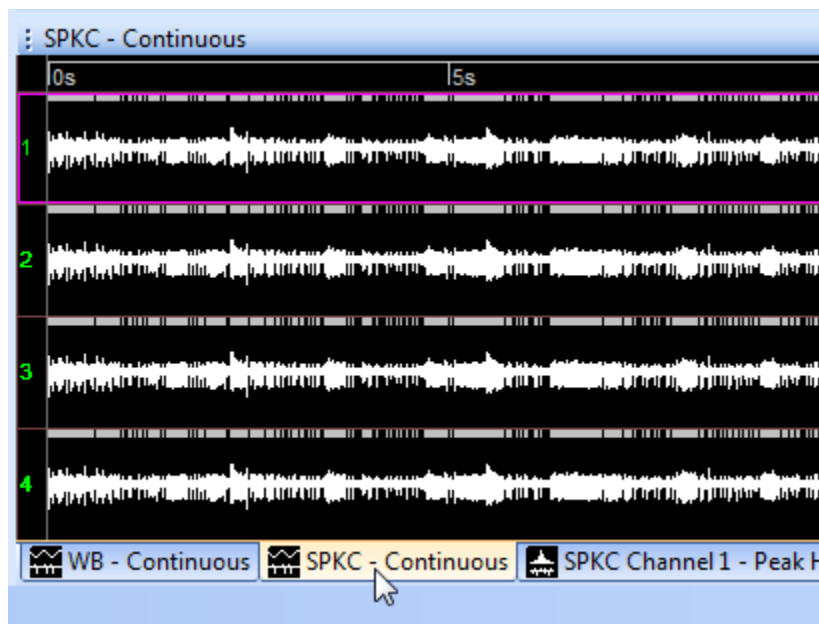 SPKC - Continuous
0s 5s
1
2
3
4
WB - Continuous SPKC - Continuous SPKC Channel 1 - Peak H